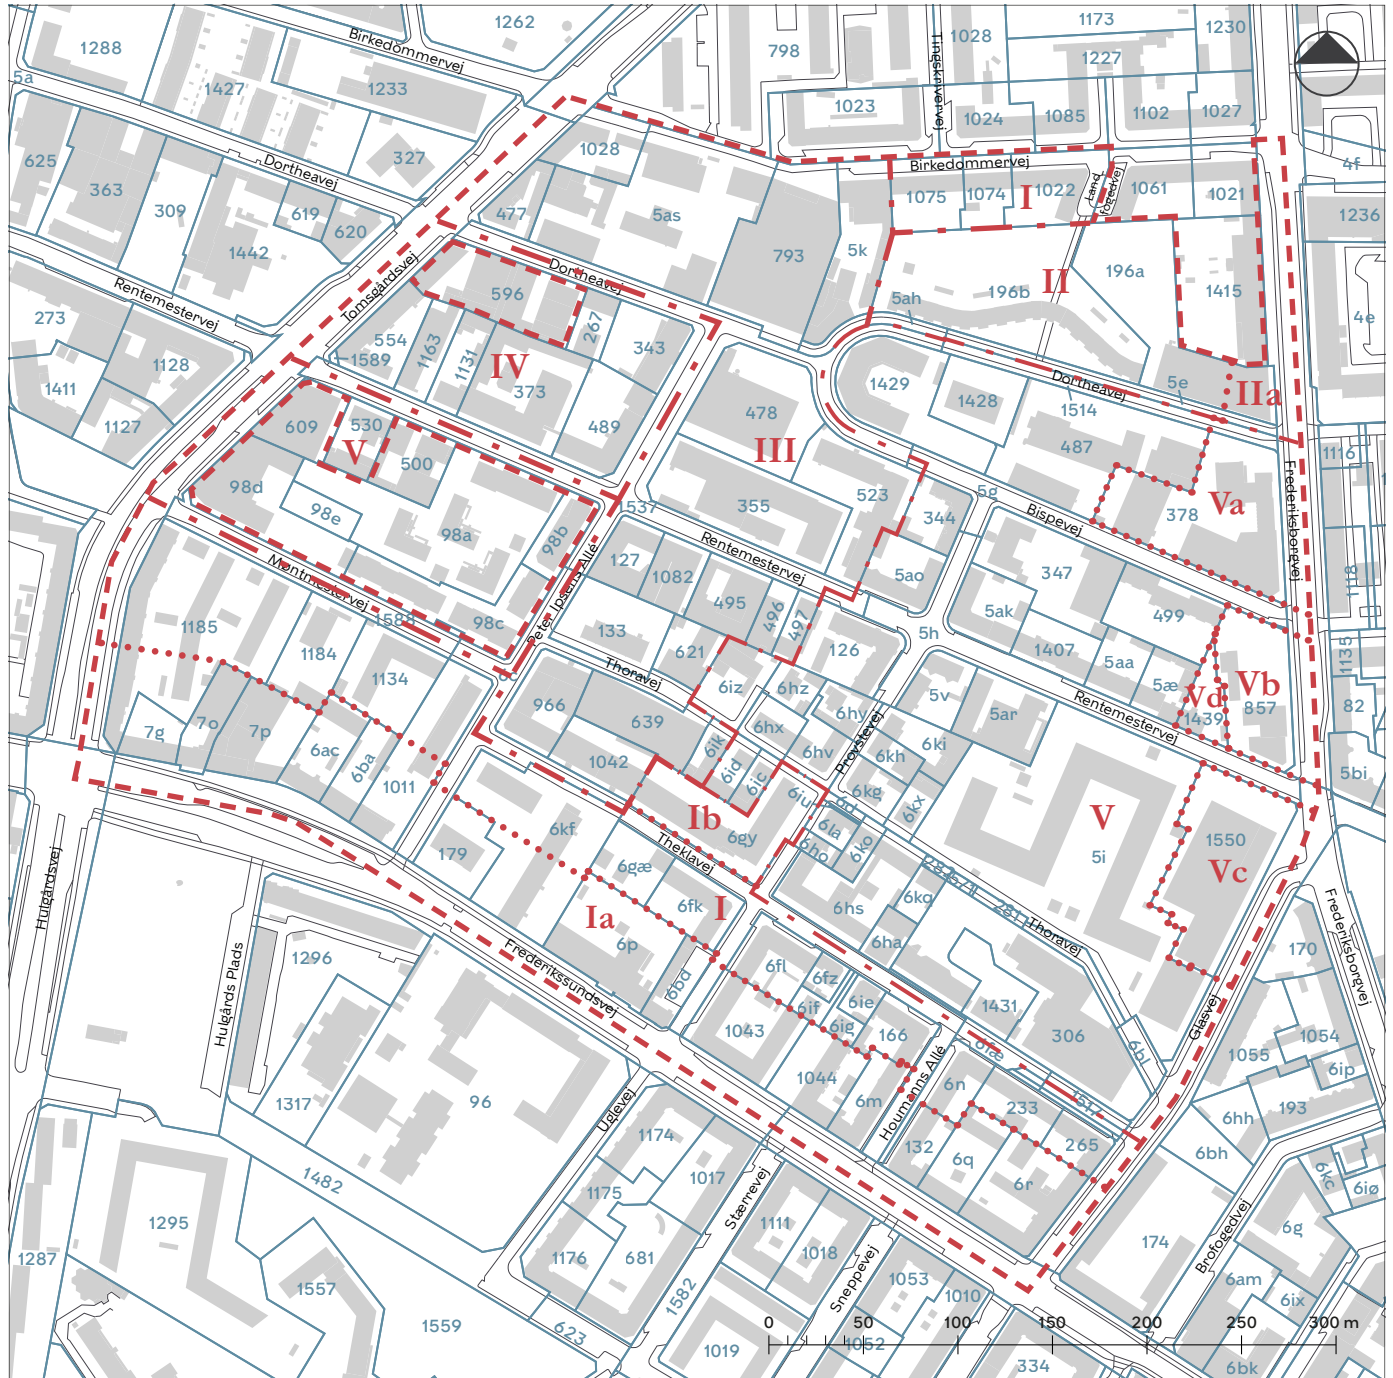 1262
1288
Birkedommervej
5a
1427
1233
798
Tingskrivervej
1028
1173
1227
1230
1023
1024
1085
1102
1027
625
363
Dortheavej
327
1028
Birkedommervej
4f
309
619
620
1442
477
5as
1075
1074
1022
I
Land-
fogedvej
1061
1021
1236
793
5k
Rentemestervej
Tomsgårdsvej
Dortheavej
596
267
5ah
196b
II
196a
1415
4e
273
1128
554
1589
1163
1131
IV
373
343
1411
1127
1429
1428
Dortheavej
1514
5e
IIa
609
530
V
500
489
478
III
487
1116
98d
98e
98a
98b
1537
355
523
344
5g
Bispevej
Va
378
Frederiksborgvej
Møntmestervej
1588
98c
Peter Ipsens Allé
127
1082
Rentemestervej
495
496
497
5ao
347
5ak
499
1118
1185
1184
1134
133
621
Thoravej
126
5h
1407
5aa
5æ
1135
6iz
6hz
6hy
5v
5ar
Rentemestervej
Vd
1439
Vb
857
82
7g
7o
7p
6ac
6ba
1011
966
639
1042
6ik
6id
6ic
6hx
6hv
Provstevej
6kh
6ki
6kg
6kx
5bi
Hulgårdsvej
179
6kf
Theklavej
Ib
6gy
6iu
6d
6la
6ho
6ko
V
5i
1550
Vc
6gæ
6fk
I
Ia
6p
6bd
6hs
6kq
6ha
Thoravej
Frederiksborgvej
170
1296
Hulgårds Plads
Frederikssundsvej
6fl
6fz
6if
6ie
6ig
166
1431
306
6bl
Glasvej
1054
1055
6ip
1043
1044
6m
Houmanns Allé
6fæ
1517
6n
233
265
6hh
193
1317
96
Uglevej
1174
1017
132
6q
6r
6bh
6kc
6iø
1482
1175
Stærrevej
1111
1018
174
Brofogedvej
6g
1295
1287
1176
681
Sneppevej
1053
1010
6am
6ix
1557
1559
623
1582
1019
1052
334
6bk
0 50 100 150 200 250 300 m